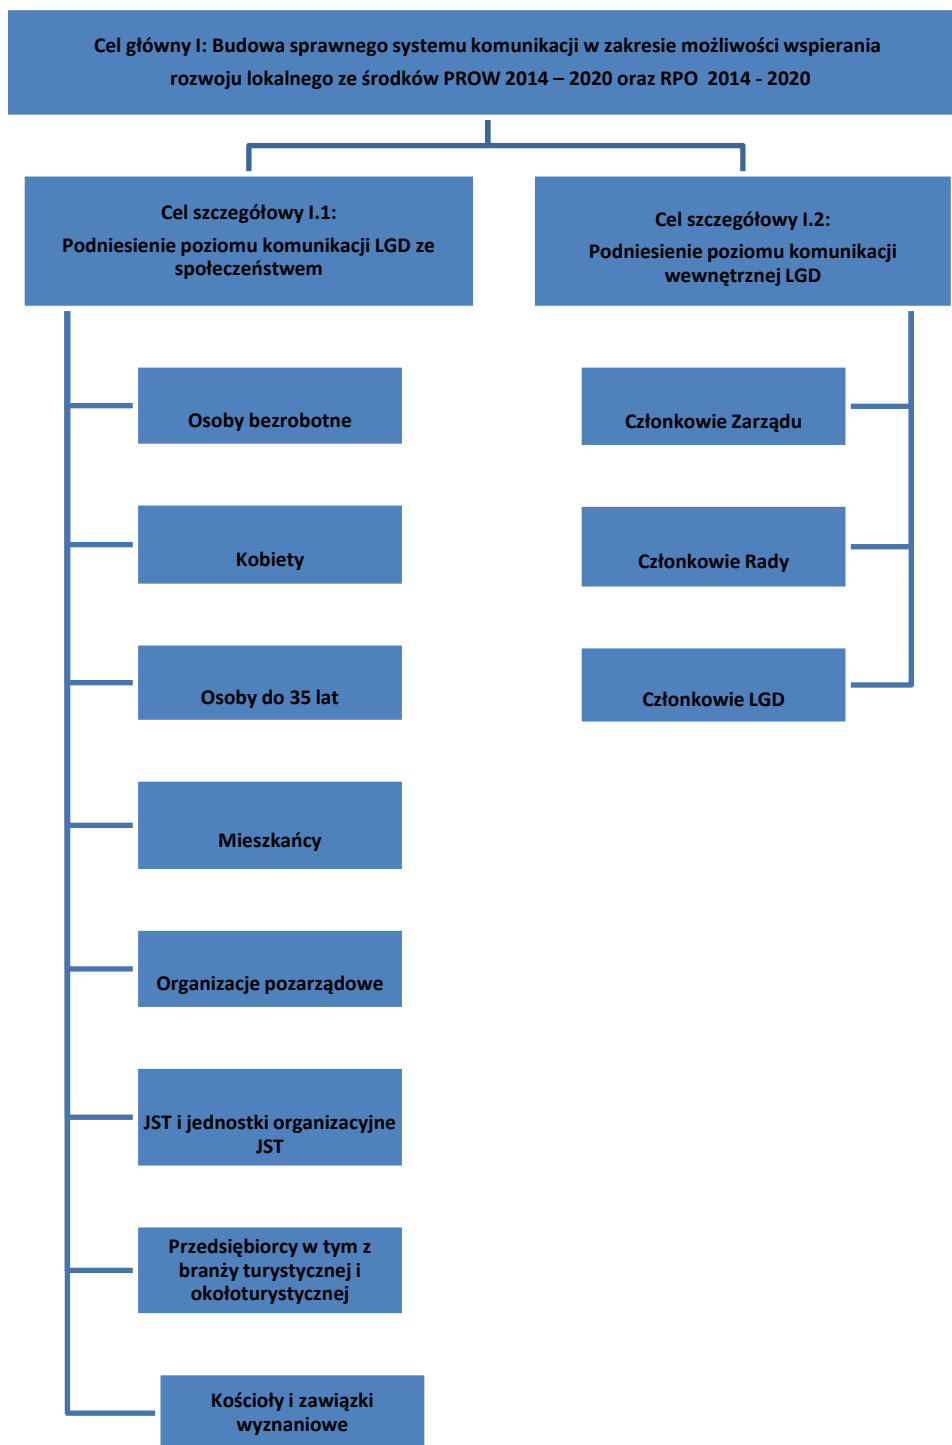 Cel główny I: Budowa sprawnego systemu komunikacji w zakresie możliwości wspierania
rozwoju lokalnego ze środków PROW 2014 – 2020 oraz RPO 2014 - 2020
Cel szczegółowy I.1:
Podniesienie poziomu komunikacji LGD ze
społeczeństwem
Osoby bezrobotne
Kobiety
Osoby do 35 lat
Mieszkańcy
Organizacje pozarządowe
JST i jednostki organizacyjne
JST
Przedsiębiorcy w tym z
branży turystycznej i
okołoturystycznej
Kościoły i zawiązki
wyznaniowe
Cel szczegółowy I.2:
Podniesienie poziomu komunikacji
wewnętrznej LGD
Członkowie Zarządu
Członkowie Rady
Członkowie LGD